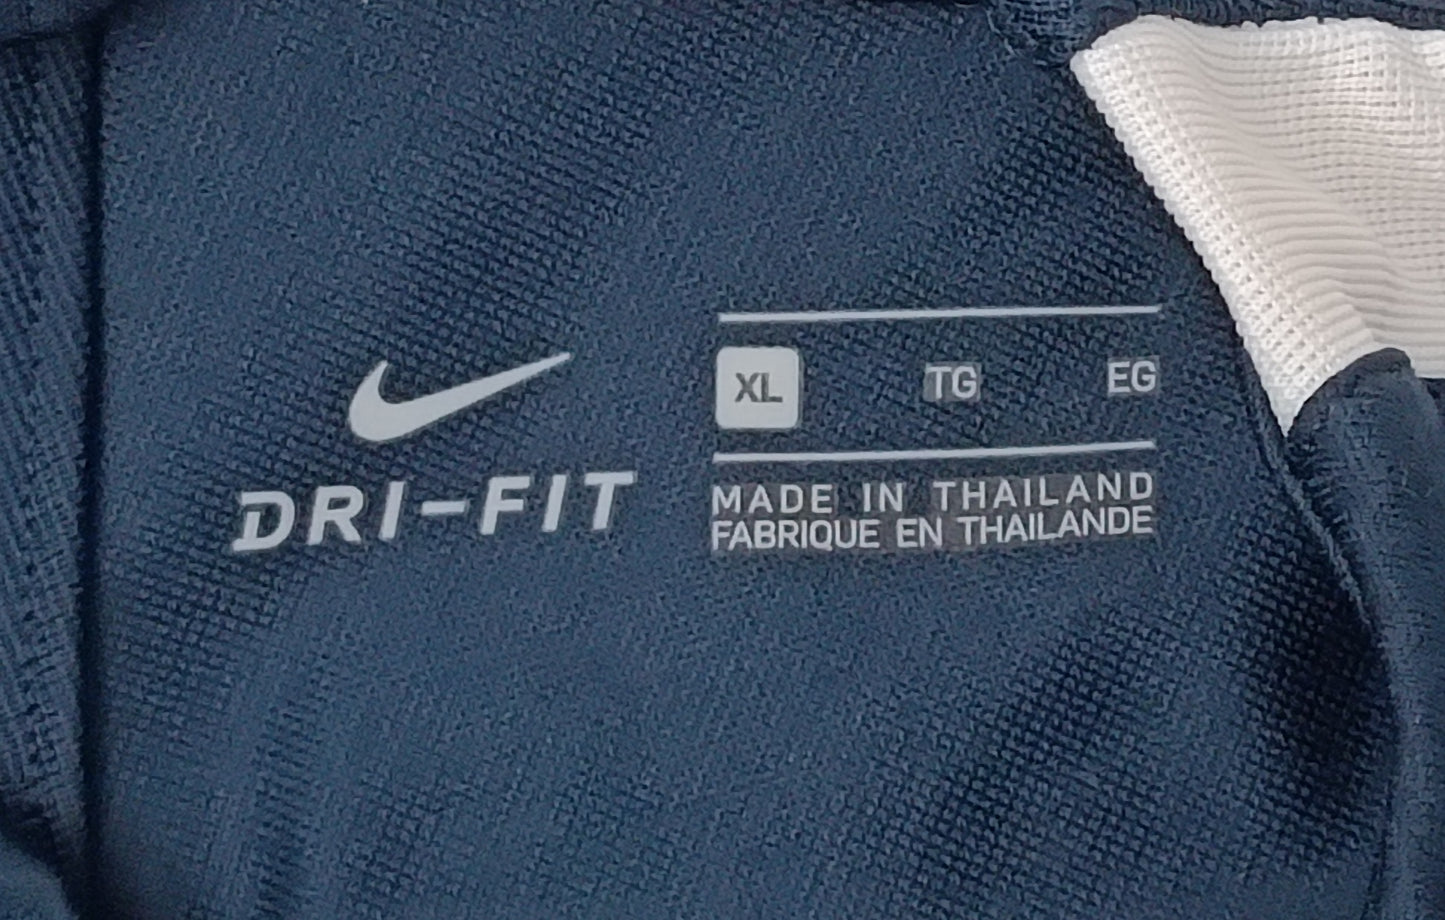 DRI-FIT
XL TG EG
MADE IN THAILAND
FABRIQUE EN THAILANDE